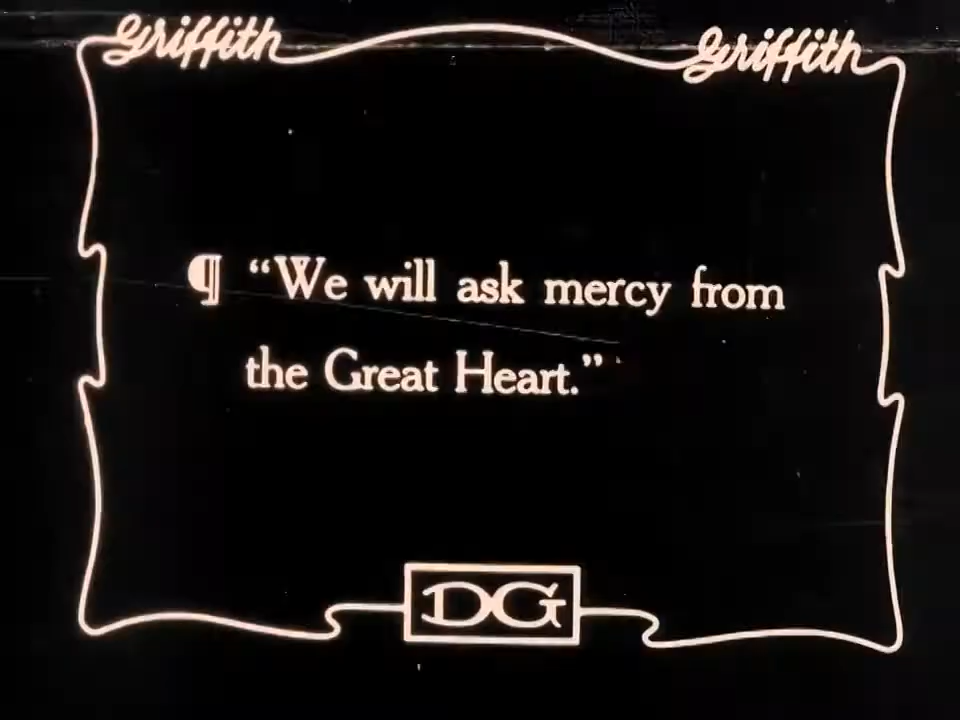 Griffith Griffith
¶ “We will ask mercy from
the Great Heart.”
DG